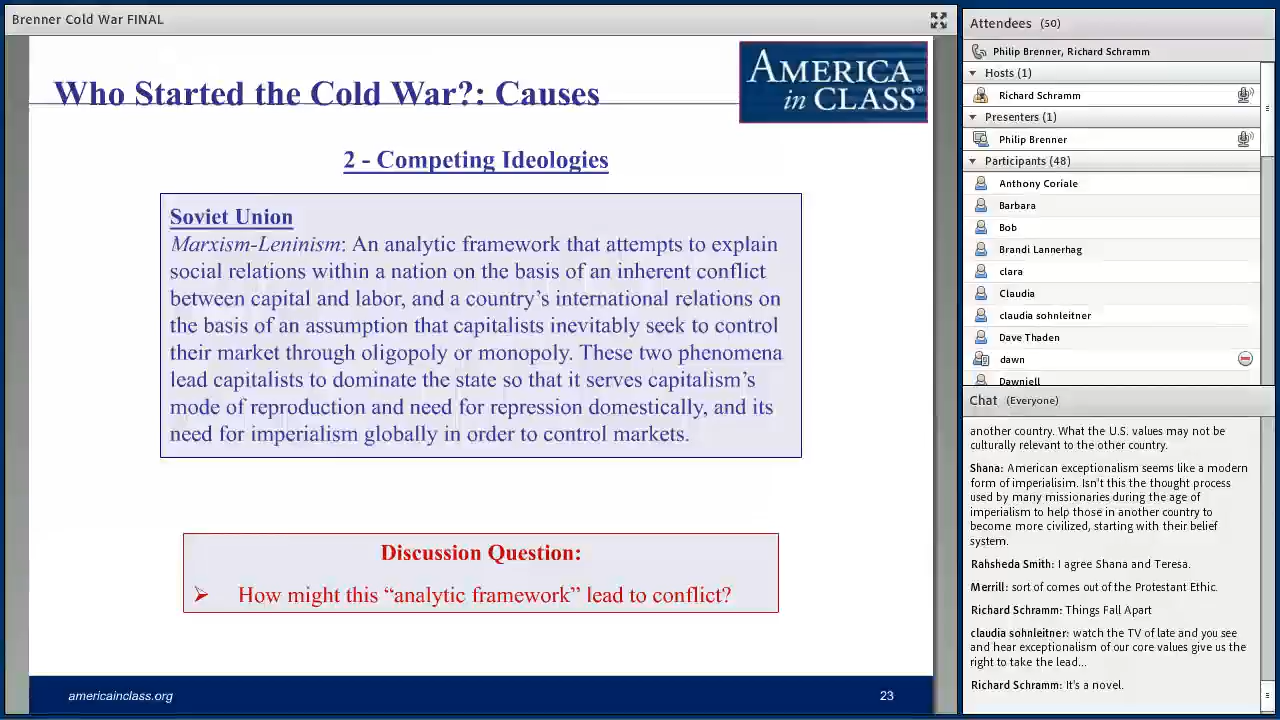 Brenner Cold War FINAL
Who Started the Cold War?: Causes
AMERICA
in CLASS®
2 - Competing Ideologies
Soviet Union
Marxism-Leninism: An analytic framework that attempts to explain
social relations within a nation on the basis of an inherent conflict
between capital and labor, and a country's international relations on
the basis of an assumption that capitalists inevitably seek to control
their market through oligopoly or monopoly. These two phenomena
lead capitalists to dominate the state so that it serves capitalism's
mode of reproduction and need for repression domestically, and its
need for imperialism globally in order to control markets.
Discussion Question:
How might this “analytic framework” lead to conflict?
americainclass.org
23
Attendees (50)
Philip Brenner, Richard Schramm
Hosts (1)
Richard Schramm
Presenters (1)
Philip Brenner
Participants (48)
Anthony Coriale
Barbara
Bob
Brandi Lannerhag
clara
Claudia
claudia sohnleitner
Dave Thaden
dawn
Dawniell
Chat (Everyone)
another country. What the U.S. values may not be
culturally relevant to the other country.
Shana: American exceptionalism seems like a modern
form of imperialisim. Isn't this the thought process
used by many missionaries during the age of
imperialism to help those in another country to
become more civilized, starting with their belief
system.
Rahsheda Smith: I agree Shana and Teresa.
Merrill: sort of comes out of the Protestant Ethic.
Richard Schramm: Things Fall Apart
claudia sohnleitner: watch the TV of late and you see
and hear exceptionalism of our core values give us the
right to take the lead...
Richard Schramm: It's a novel.